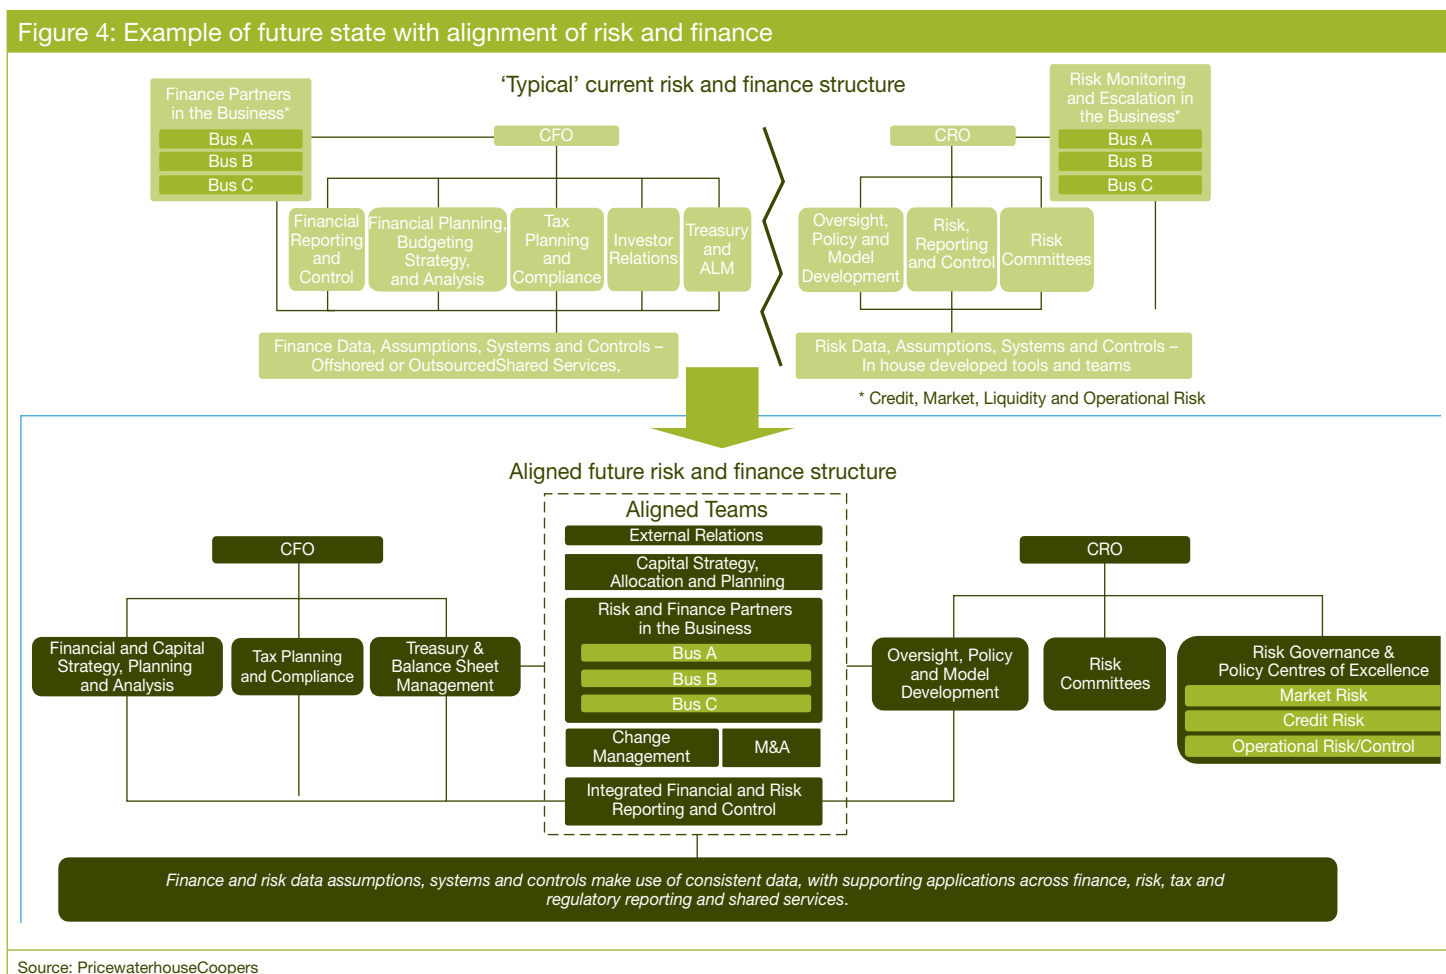 Figure 4: Example of future state with alignment of risk and finance
‘Typical’ current risk and finance structure
Finance Partners
in the Business*
Bus A
Bus B
Bus C
CFO
Financial
Reporting
and
Control
Financial Planning,
Budgeting
Strategy,
and Analysis
Tax
Planning
and
Compliance
Investor
Relations
Treasury
and
ALM
Finance Data, Assumptions, Systems and Controls –
Offshored or OutsourcedShared Services,
CRO
Risk Monitoring
and Escalation in
the Business*
Bus A
Bus B
Bus C
Oversight,
Policy and
Model
Development
Risk,
Reporting
and Control
Risk
Committees
Risk Data, Assumptions, Systems and Controls –
In house developed tools and teams
* Credit, Market, Liquidity and Operational Risk
Aligned future risk and finance structure
CFO
Financial and Capital
Strategy, Planning
and Analysis
Tax Planning
and Compliance
Treasury &
Balance Sheet
Management
Aligned Teams
External Relations
Capital Strategy,
Allocation and Planning
Risk and Finance Partners
in the Business
Bus A
Bus B
Bus C
Change
Management
M&A
Integrated Financial and Risk
Reporting and Control
CRO
Oversight, Policy
and Model
Development
Risk
Committees
Risk Governance &
Policy Centres of Excellence
Market Risk
Credit Risk
Operational Risk/Control
Finance and risk data assumptions, systems and controls make use of consistent data, with supporting applications across finance, risk, tax and
regulatory reporting and shared services.
Source: PricewaterhouseCoopers